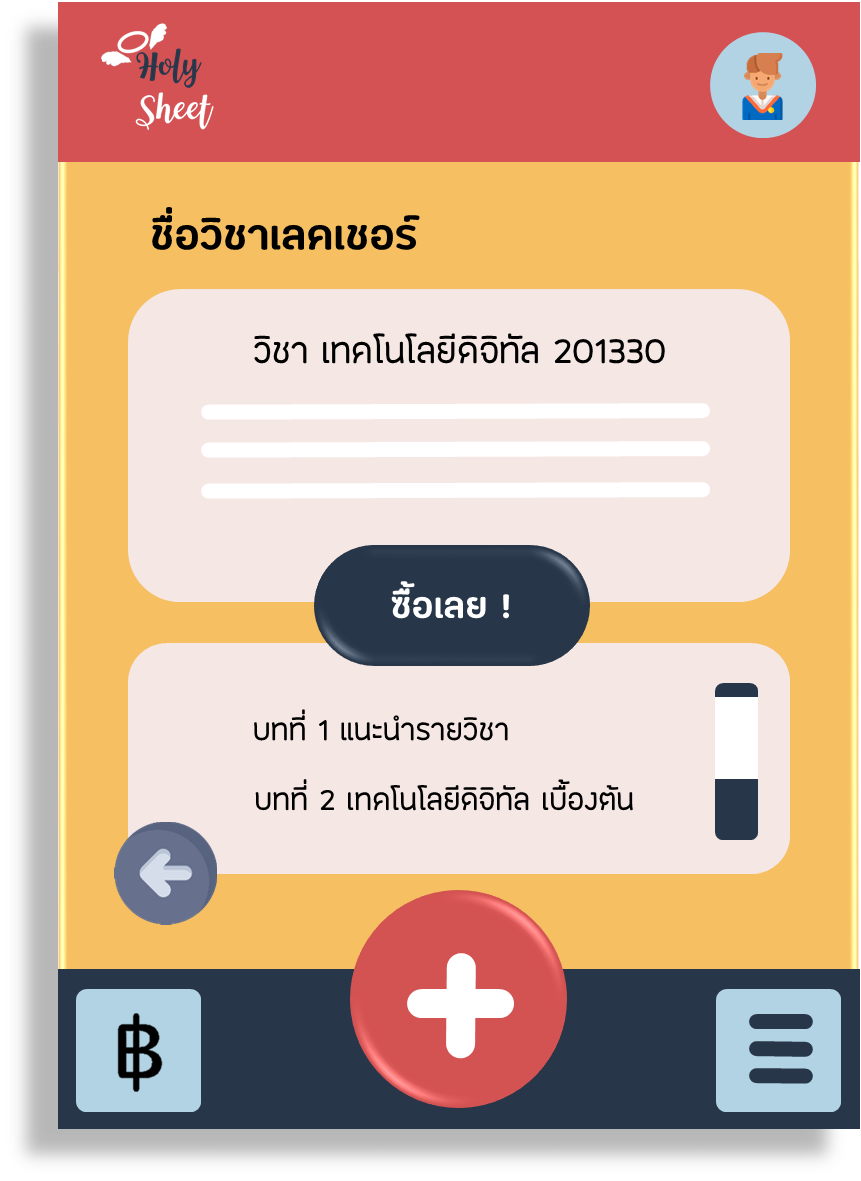 Holy
Sheet
ชื่อวิชาเลคเชอร์
วิชา เทคโนโลยีดิจิทัล 201330
ซื้อเลย !
บทที่ 1 แนะนำรายวิชา
บทที่ 2 เทคโนโลยีดิจิทัล เบื้องต้น
฿